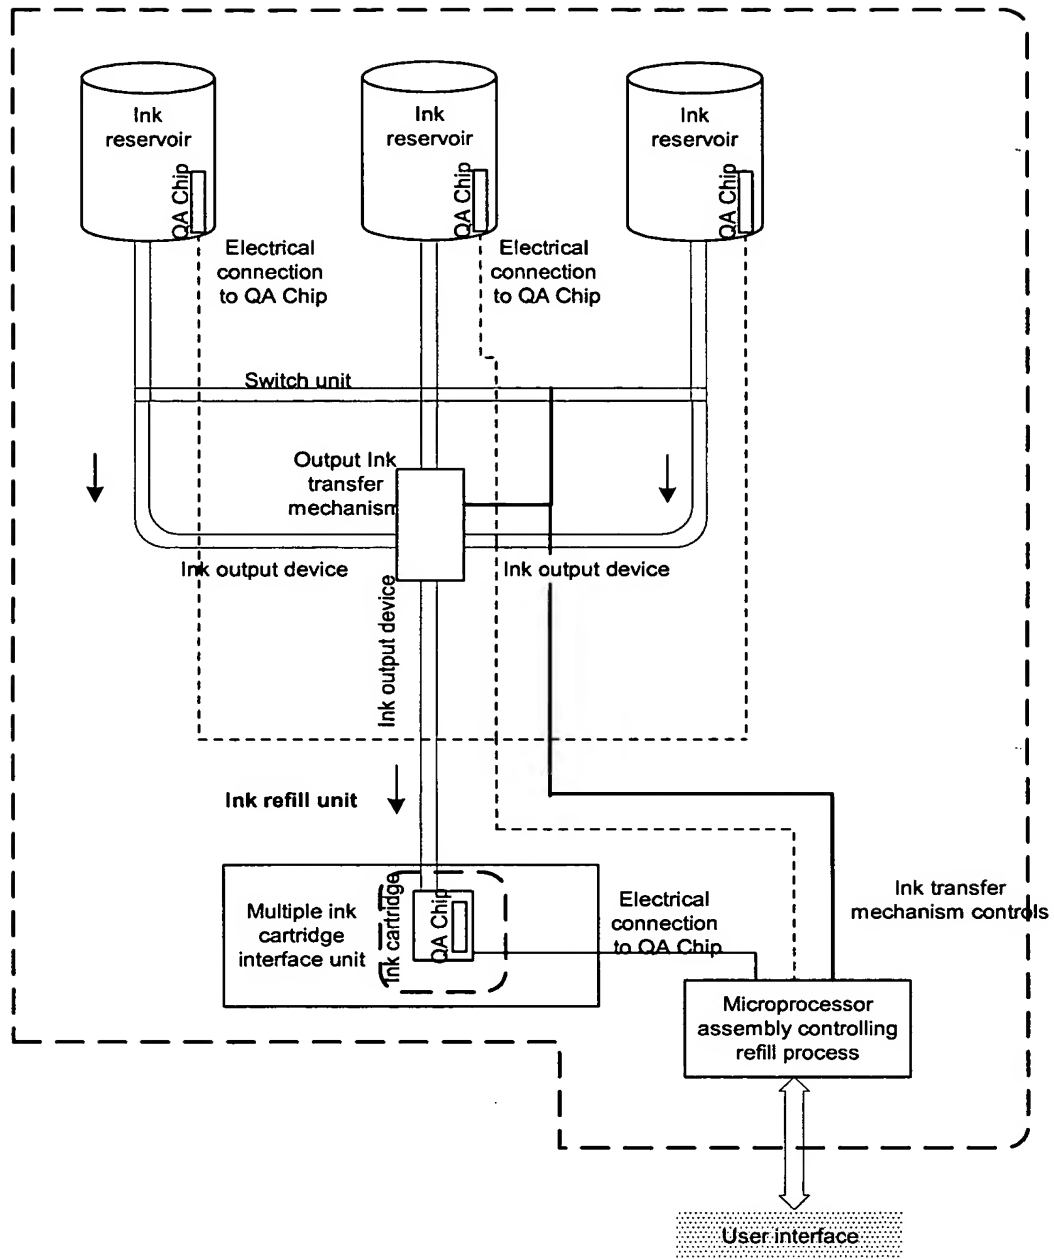 Ink
reservoir
QA Chip
Ink
reservoir
QA Chip
Ink
reservoir
QA Chip
Electrical
connection
to QA Chip
Electrical
connection
to QA Chip
Switch unit
Output Ink
transfer
mechanism
Ink output device
Ink output device
Ink output device
Ink refill unit
Multiple ink
cartridge
interface unit
Ink cartridge
QA Chip
Electrical
connection
to QA Chip
Ink transfer
mechanism controls
Microprocessor
assembly controlling
refill process
User interface